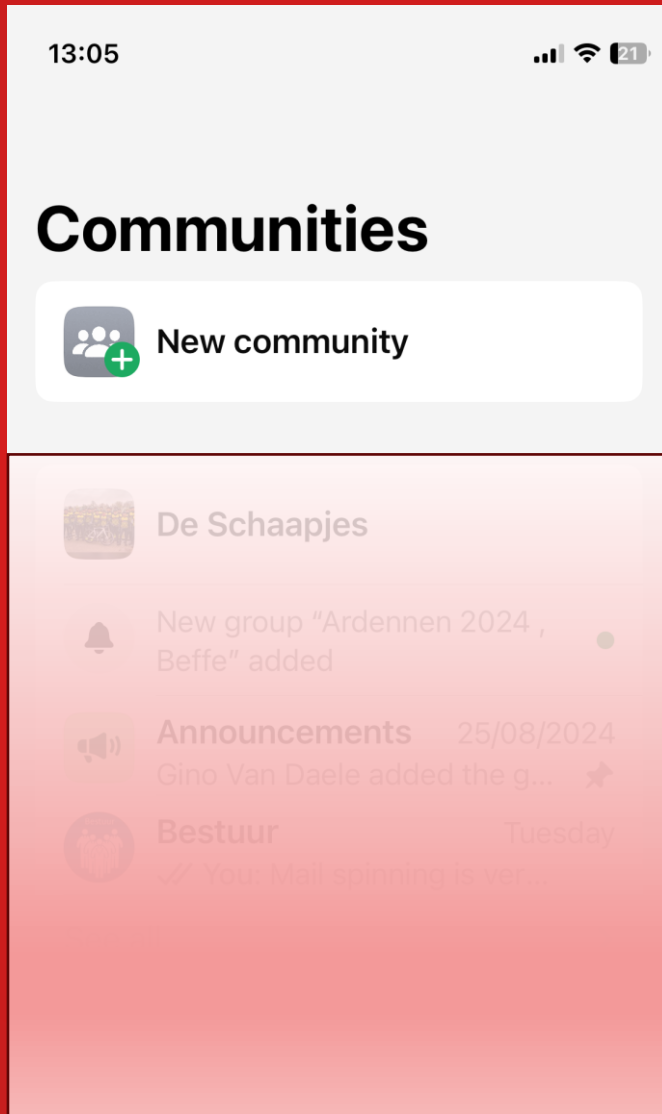 13:05
21
Communities
New community
De Schaapjes
New group “Ardennen 2024 ,
Beffe” added
Announcements 25/08/2024
Gino Van Daele added the g...
Bestuur Tuesday
You: Mail spinning is ver...